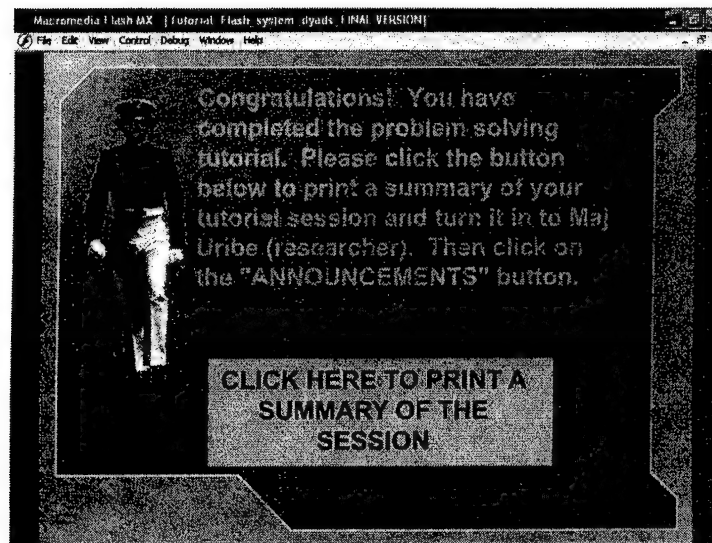 Macromedia Flash MX - [Tutorial_Flash_system_dyads_FINAL VERSION]
File Edit View Control Debug Window Help
Congratulations! You have
completed the problem solving
tutorial. Please click the button
below to print a summary of your
tutorial session and turn it in to Maj
Uribe (researcher). Then click on
the "ANNOUNCEMENTS" button.
CLICK HERE TO PRINT A
SUMMARY OF THE
SESSION